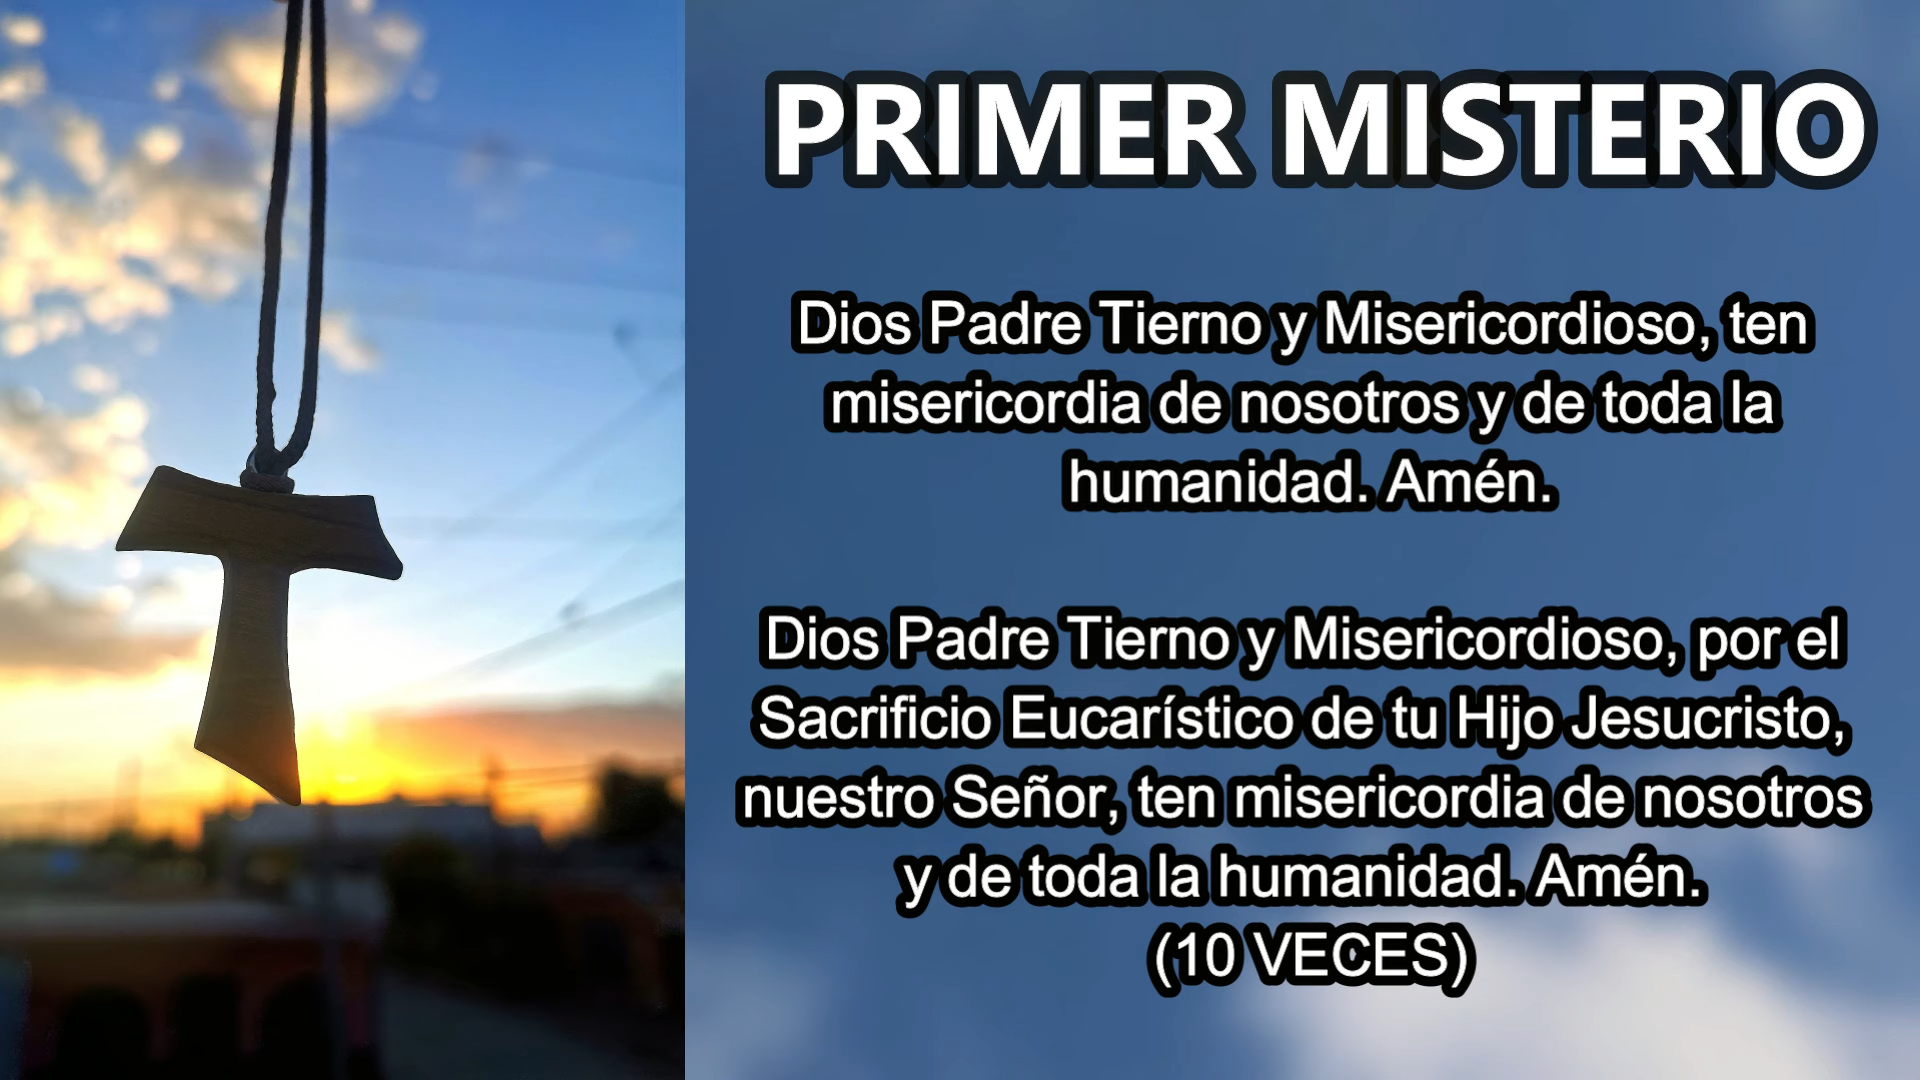 PRIMER MISTERIO
Dios Padre Tierno y Misericordioso, ten
misericordia de nosotros y de toda la
humanidad. Amén.
Dios Padre Tierno y Misericordioso, por el
Sacrificio Eucarístico de tu Hijo Jesucristo,
nuestro Señor, ten misericordia de nosotros
y de toda la humanidad. Amén.
(10 VECES)